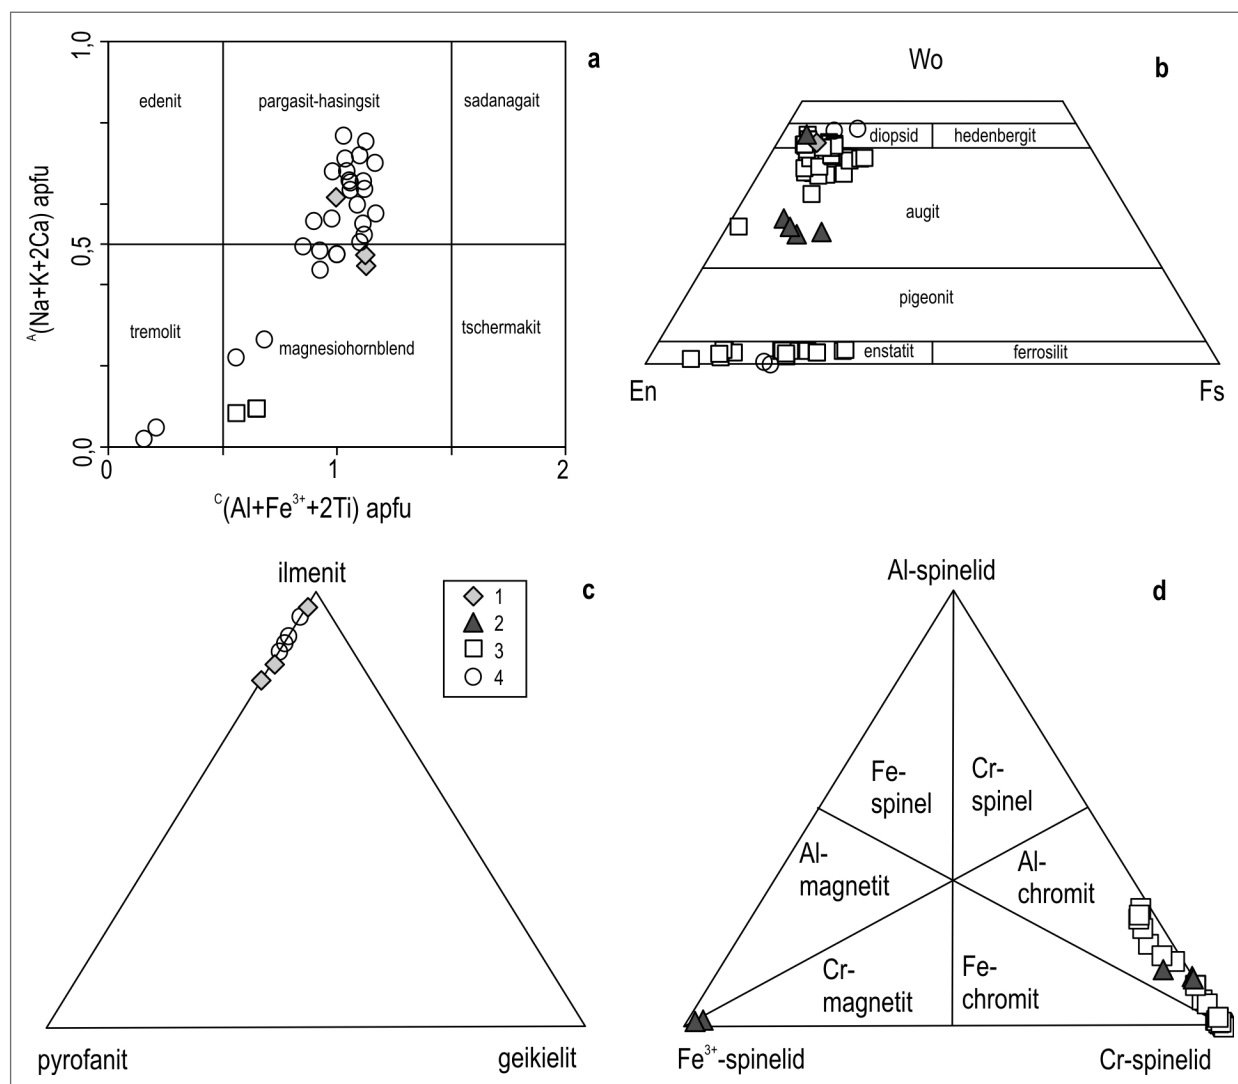 a
1,0
0,5
0,0
ᴬ(Na+K+2Ca) apfu
edenit
pargasit-hasingsit
sadanagait
tremolit
magnesiohornblend
tschermakit
0
1
2
ᶜ(Al+Fe³⁺+2Ti) apfu
b
Wo
diopsid
hedenbergit
augit
pigeonit
enstatit
ferrosilit
En
Fs
c
ilmenit
1
2
3
4
pyrofanit
geikielit
d
Al-spinelid
Fe-
spinel
Cr-
spinel
Al-
magnetit
Al-
chromit
Cr-
magnetit
Fe-
chromit
Fe³⁺-spinelid
Cr-spinelid